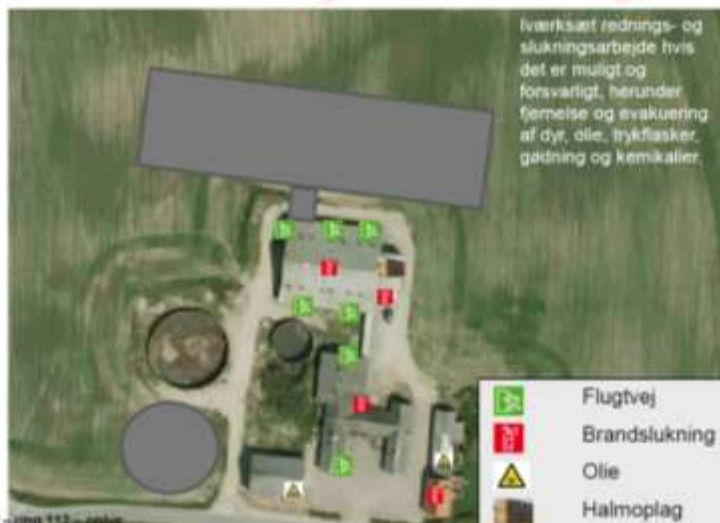 Iværksæt rednings- og
slukningsarbejde hvis
det er muligt og
forsvarligt, herunder
fjernelse og evakuering
af dyr, olie, trykflasker,
gødning og kemikalier.
Flugtvej
Brandslukning
Olie
Halmoplag